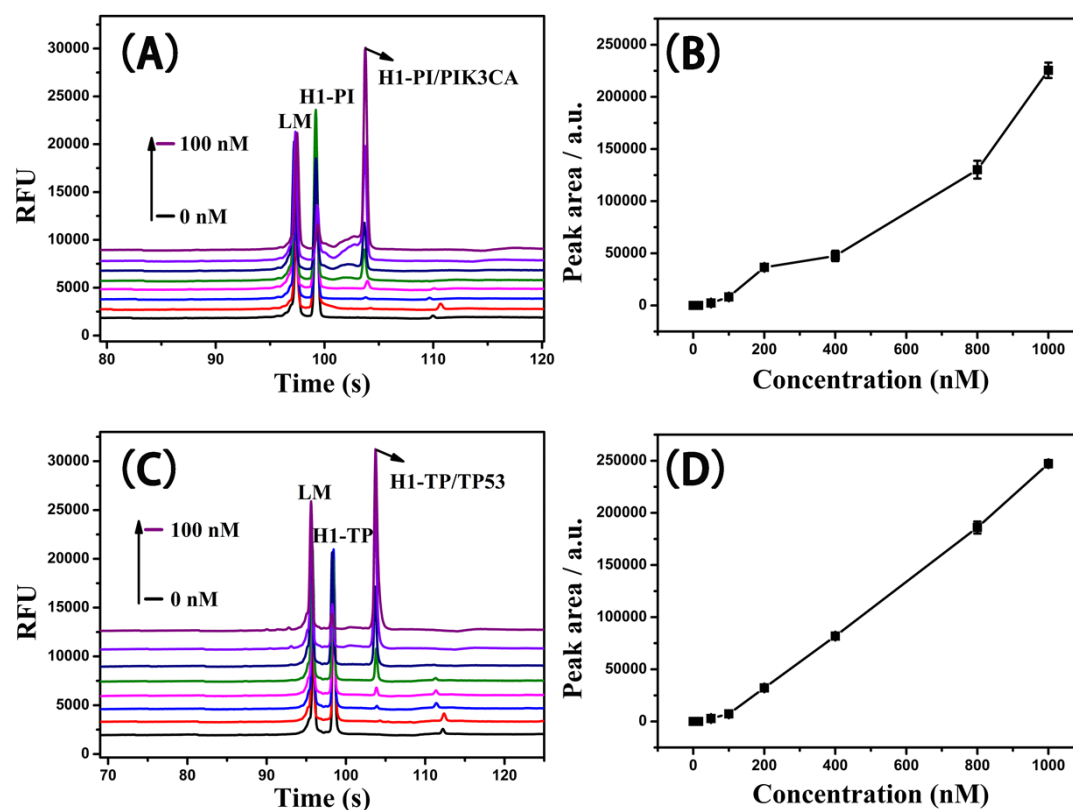 (A)
30000
25000
20000
15000
10000
5000
0
RFU
100 nM
0 nM
LM
H1-PI
H1-PI/PIK3CA
80
90
100
110
120
Time (s)
(B)
250000
200000
150000
100000
50000
0
Peak area / a.u.
0
200
400
600
800
1000
Concentration (nM)
(C)
30000
25000
20000
15000
10000
5000
0
RFU
100 nM
0 nM
LM
H1-TP
H1-TP/TP53
70
80
90
100
110
120
Time (s)
(D)
250000
200000
150000
100000
50000
0
Peak area / a.u.
0
200
400
600
800
1000
Concentration (nM)